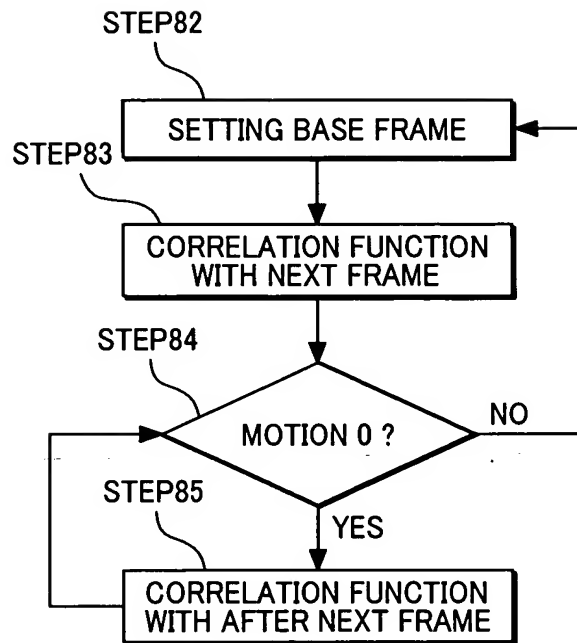 STEP82
SETTING BASE FRAME
STEP83
CORRELATION FUNCTION
WITH NEXT FRAME
STEP84
MOTION 0 ?
NO
STEP85
YES
CORRELATION FUNCTION
WITH AFTER NEXT FRAME